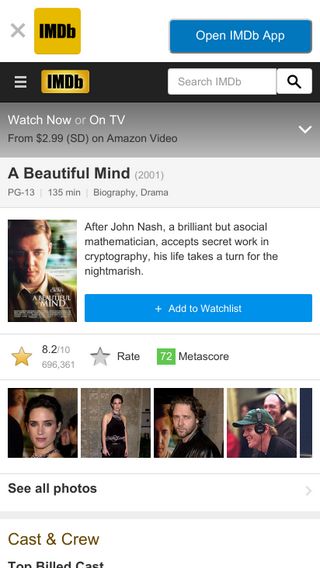 IMDb
Open IMDb App
IMDb
Search IMDb
Watch Now or On TV
From $2.99 (SD) on Amazon Video
A Beautiful Mind (2001)
PG-13 | 135 min | Biography, Drama
After John Nash, a brilliant but asocial
mathematician, accepts secret work in
cryptography, his life takes a turn for the
nightmarish.
A BEAUTIFUL
MIND
+ Add to Watchlist
8.2/10
696,361
Rate
72 Metascore
See all photos
Cast & Crew
Top Billed Cast